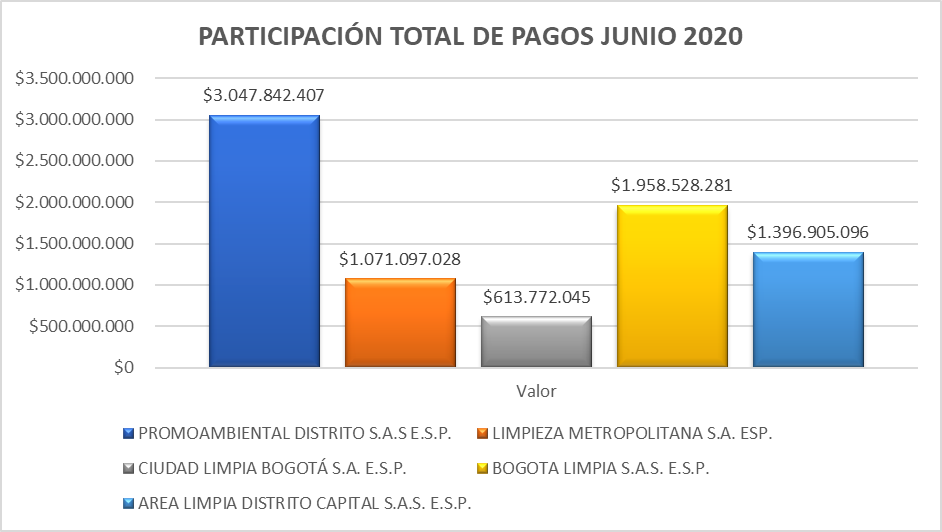 PARTICIPACIÓN TOTAL DE PAGOS JUNIO 2020
$3.500.000.000
$3.000.000.000
$2.500.000.000
$2.000.000.000
$1.500.000.000
$1.000.000.000
$500.000.000
$0
$3.047.842.407
$1.071.097.028
$613.772.045
$1.958.528.281
$1.396.905.096
Valor
PROMOAMBIENTAL DISTRITO S.A.S E.S.P.
LIMPIEZA METROPOLITANA S.A. ESP.
CIUDAD LIMPIA BOGOTÁ S.A. E.S.P.
BOGOTA LIMPIA S.A.S. E.S.P.
AREA LIMPIA DISTRITO CAPITAL S.A.S. E.S.P.